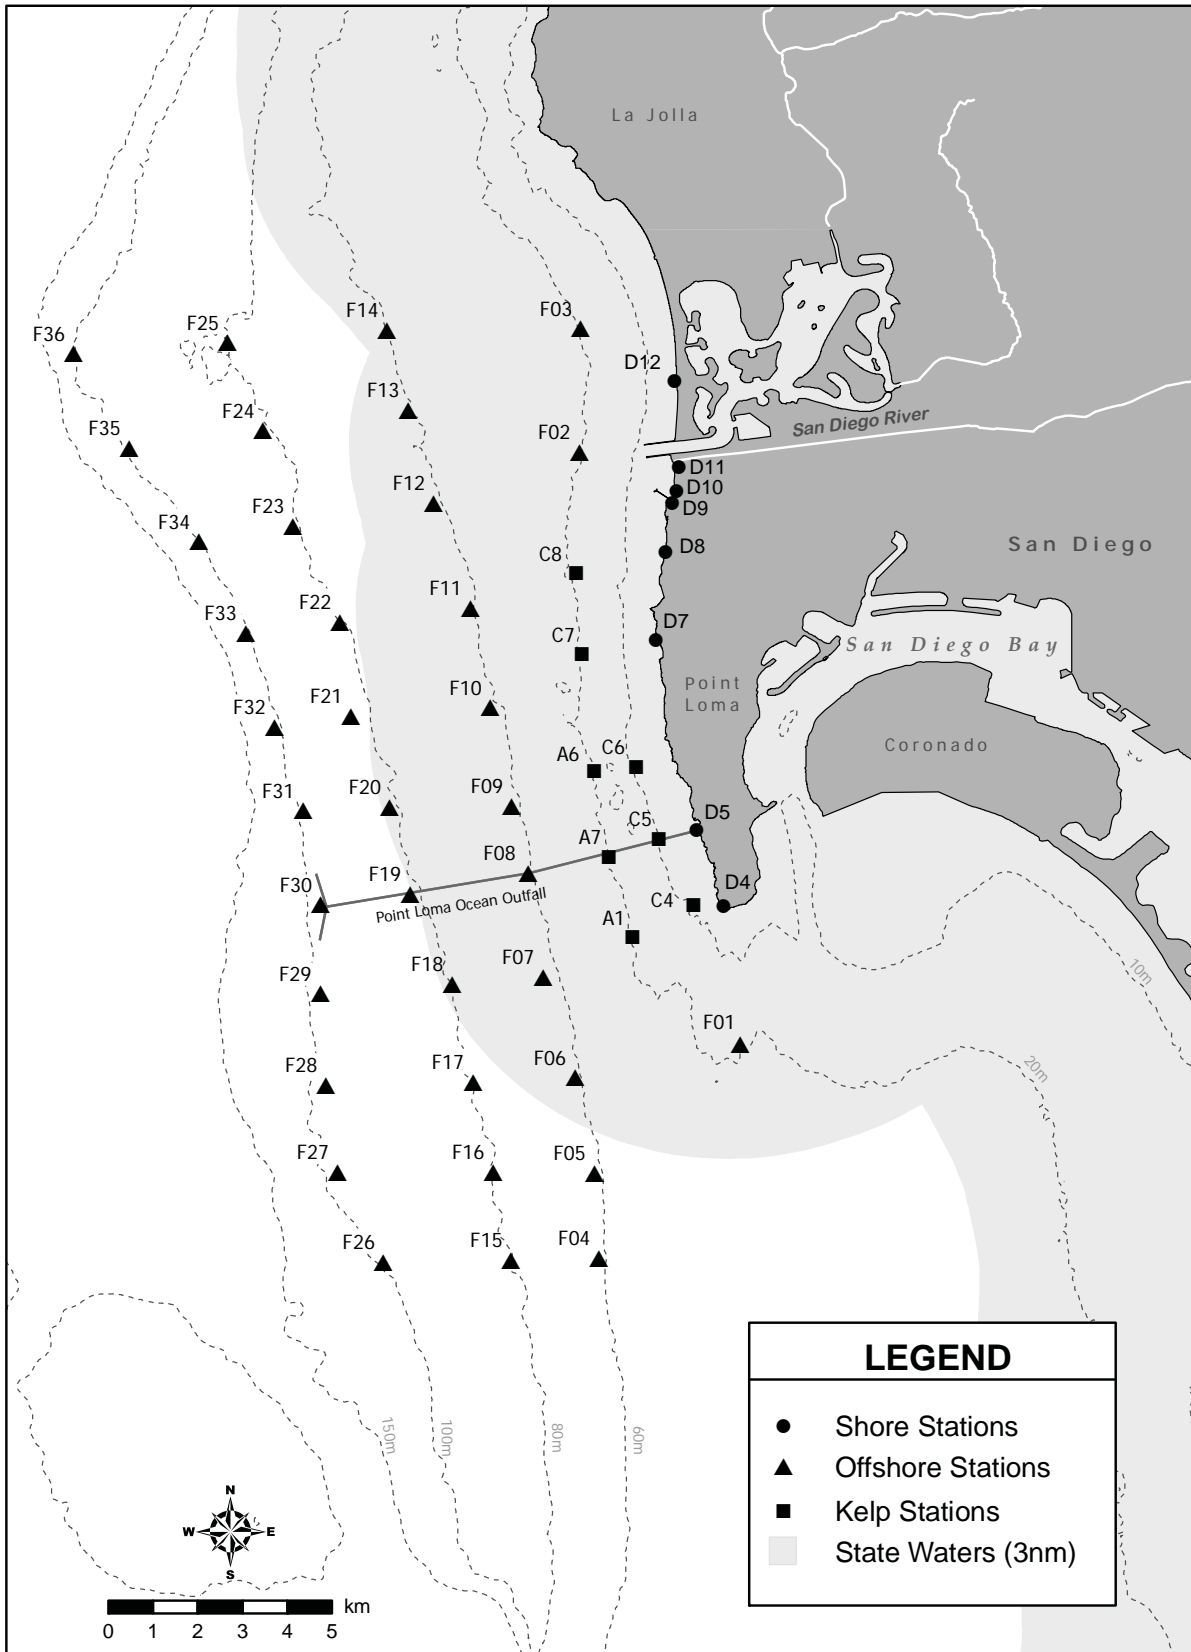 La Jolla
F14
F03
F36
F25
D12
F13
F24
San Diego River
F35
F02
D11
D10
F12
D9
F23
F34
D8
San Diego
C8
F11
F22
F33
D7
C7
San Diego Bay
Point
Loma
F10
F21
F32
Coronado
C6
A6
F20
F09
F31
D5
C5
A7
F08
F19
F30
Point Loma Ocean Outfall
D4
C4
A1
F29
F18
F07
10m
F01
F28
F17
F06
20m
F27
F16
F05
F26
F15
F04
150m
100m
80m
60m
LEGEND
Shore Stations
Offshore Stations
Kelp Stations
State Waters (3nm)
N
W E
S
km
0 1 2 3 4 5